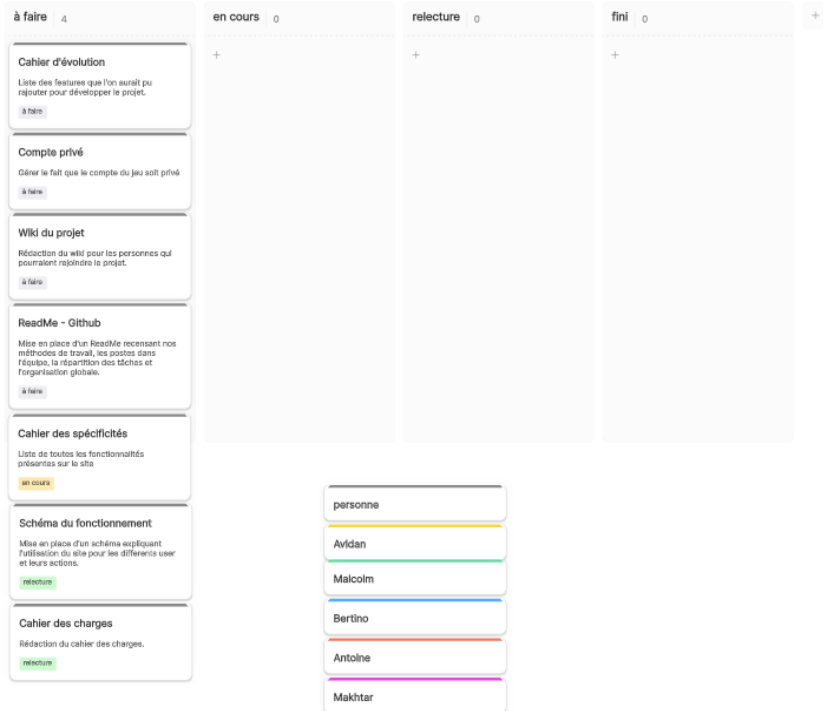 à faire 4
en cours 0
relecture 0
fini 0
+
+
+
+
Cahier d'évolution
Liste des features que l'on aurait pu
rajouter pour développer le projet.
à faire
Compte privé
Gérer le fait que le compte du jeu soit privé
à faire
Wiki du projet
Rédaction du wiki pour les personnes qui
pourraient rejoindre le projet.
à faire
ReadMe - Github
Mise en place d'un ReadMe recensant nos
méthodes de travail, les postes dans
l'équipe, la répartition des tâches et
l'organisation globale.
à faire
Cahier des spécificités
Liste de toutes les fonctionnalités
présentes sur le site
en cours
Schéma du fonctionnement
Mise en place d'un schéma expliquant
l'utilisation du site pour les differents user
et leurs actions.
relecture
Cahier des charges
Rédaction du cahier des charges.
relecture
personne
Avidan
Malcolm
Bertino
Antoine
Makhtar